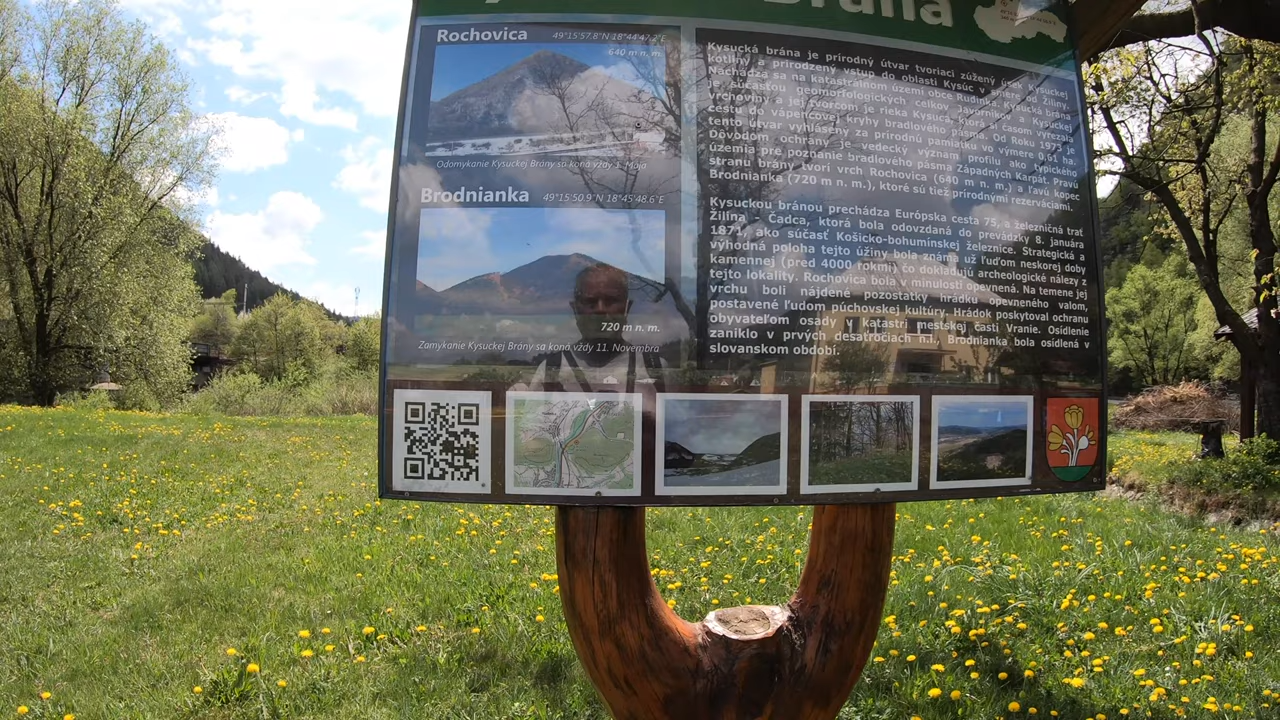 Brána
Rochovica 49°15'57.8"N 18°44'47.2"E
640 m n. m.
Odomykanie Kysuckej Brány sa koná vždy 1. Mája
Brodnianka 49°15'50.9"N 18°45'48.6"E
720 m n. m.
Zamykanie Kysuckej Brány sa koná vždy 11. Novembra
Kysucká brána je prírodný útvar tvoriaci zúžený úsek Kysuckej
kotliny a prirodzený vstup do oblasti Kysúc v smere od Žiliny.
Nachádza sa na katastrálnom území obce Rudinka. Kysucká brána
je súčasťou geomorfologických celkov Javorníkov a Kysuckej
vrchoviny a jej tvorcom je rieka Kysuca, ktorá si časom vyrezala
cestu do vápencovej kryhy bradlového pásma. Od Roku 1973 je
tento útvar vyhlásený za prírodnú pamiatku vo výmere 0,61 ha.
Dôvodom ochrany je vedecký význam profilu ako typického
územia pre poznanie bradlového pásma Západných Karpát. Pravú
stranu brány tvorí vrch Rochovica (640 m n. m.) a ľavú kopec
Brodnianka (720 m n. m.), ktoré sú tiež prírodnými rezerváciami.
Kysuckou bránou prechádza Európska cesta 75, a železničná trať
Žilina - Čadca, ktorá bola odovzdaná do prevádzky 8. januára
1871, ako súčasť Košicko-bohumínskej železnice. Strategická a
výhodná poloha tejto úžiny bola známa už ľuďom neskorej doby
kamennej (pred 4000 rokmi) čo dokladajú archeologické nálezy z
tejto lokality. Rochovica bola v minulosti opevnená. Na temene jej
vrchu boli nájdené pozostatky hrádku opevneného valom,
postavené ľudom púchovskej kultúry. Hrádok poskytoval ochranu
obyvateľom osady v katastri mestskej časti Vranie. Osídlenie
zaniklo v prvých desaťročiach n.l., Brodnianka bola osídlená v
slovanskom období.